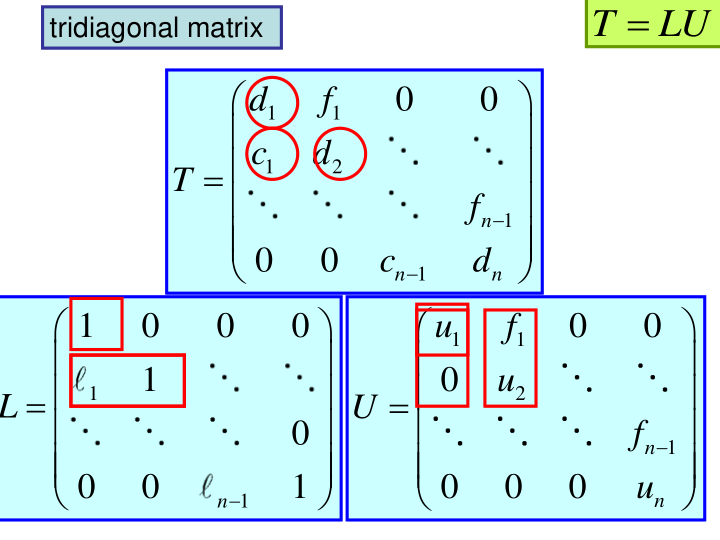 tridiagonal matrix
T = LU
d₁ f₁ 0 0
c₁ d₂ ⋱ ⋱
T =
⋱ ⋱ ⋱ fₙ₋₁
0 0 cₙ₋₁ dₙ
1 0 0 0
ℓ₁ 1 ⋱ ⋱
L =
⋱ ⋱ ⋱ 0
0 0 ℓₙ₋₁ 1
u₁ f₁ 0 0
0 u₂ ⋱ ⋱
U =
⋱ ⋱ ⋱ fₙ₋₁
0 0 0 uₙ